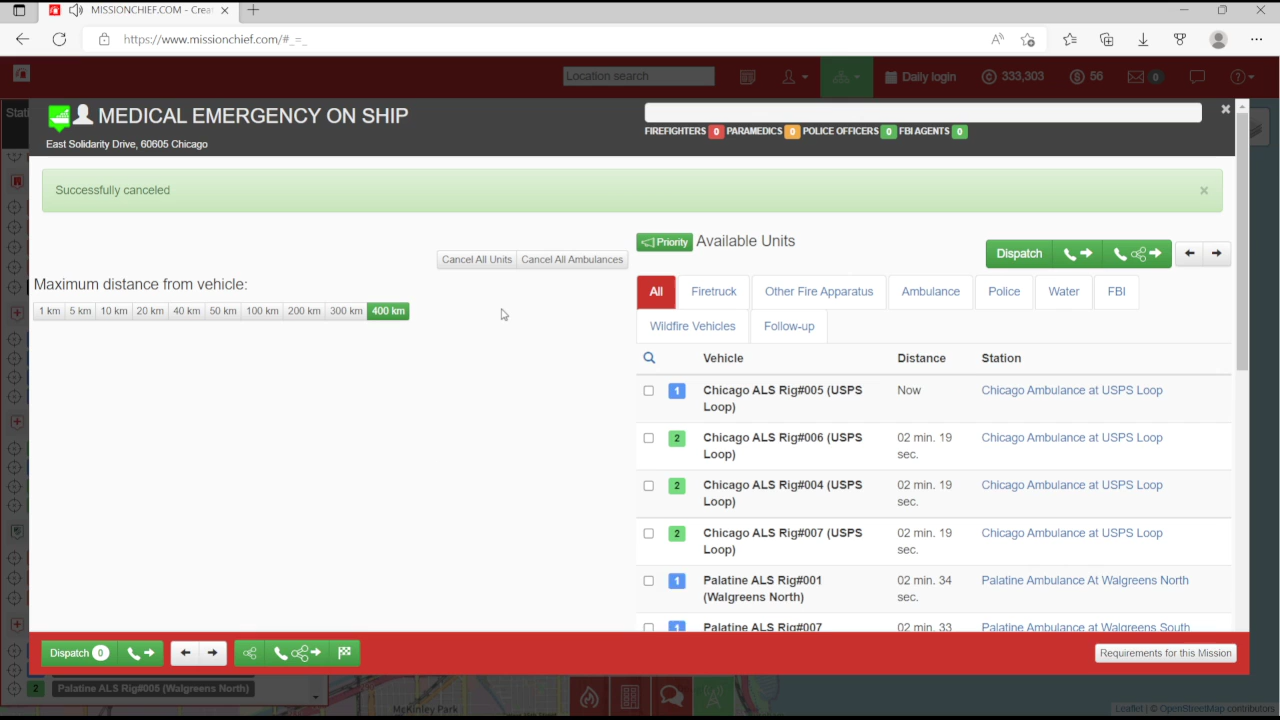 MISSIONCHIEF.COM - Crea
https://www.missionchief.com/#_=_
Location search
Daily login
333,303
56
0
MEDICAL EMERGENCY ON SHIP
East Solidarity Drive, 60605 Chicago
FIREFIGHTERS 0 PARAMEDICS 0 POLICE OFFICERS 0 FBI AGENTS 0
Successfully canceled
Cancel All Units Cancel All Ambulances
Maximum distance from vehicle:
1 km 5 km 10 km 20 km 40 km 50 km 100 km 200 km 300 km 400 km
Priority Available Units
Dispatch
All Firetruck Other Fire Apparatus Ambulance Police Water FBI
Wildfire Vehicles Follow-up
Vehicle Distance Station
1 Chicago ALS Rig#005 (USPS Now Chicago Ambulance at USPS Loop
Loop)
2 Chicago ALS Rig#006 (USPS 02 min. 19 Chicago Ambulance at USPS Loop
Loop) sec.
2 Chicago ALS Rig#004 (USPS 02 min. 19 Chicago Ambulance at USPS Loop
Loop) sec.
2 Chicago ALS Rig#007 (USPS 02 min. 19 Chicago Ambulance at USPS Loop
Loop) sec.
1 Palatine ALS Rig#001 02 min. 34 Palatine Ambulance At Walgreens North
(Walgreens North) sec.
1 Palatine ALS Rig#007 02 min. 33 Palatine Ambulance at Walgreens South
Dispatch 0
Requirements for this Mission
2 Palatine ALS Rig#005 (Walgreens North)
McKinley Park
Leaflet | © OpenStreetMap contributors